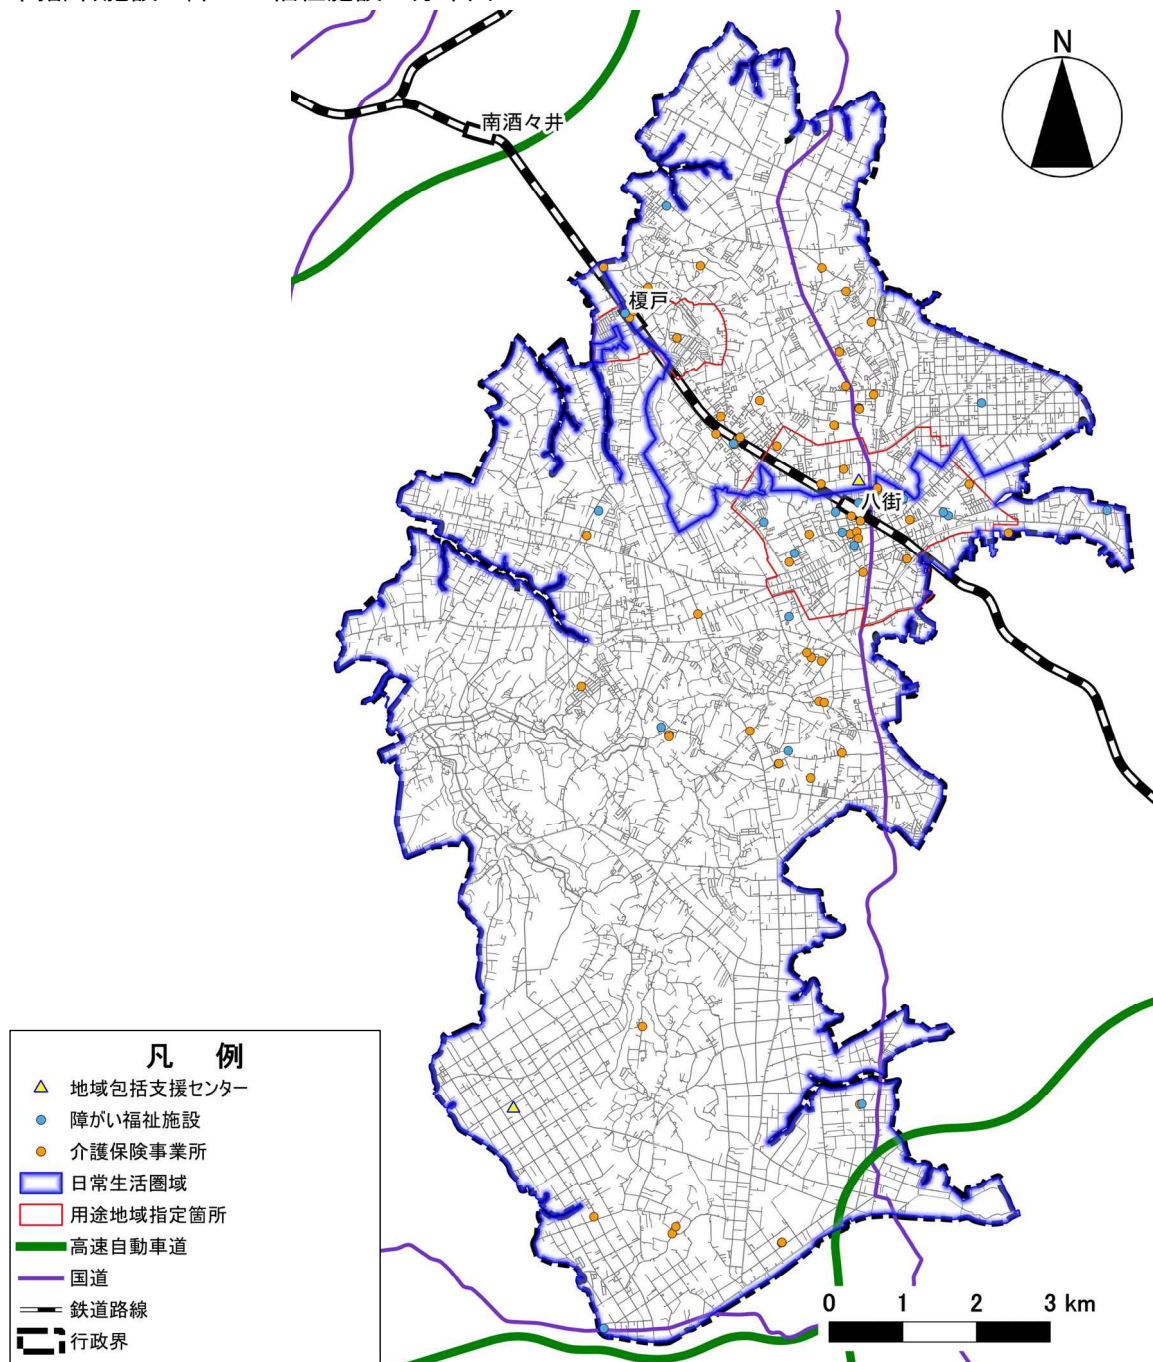 南酒々井
N
榎戸
八街
凡 例
地域包括支援センター
障がい福祉施設
介護保険事業所
日常生活圏域
用途地域指定箇所
高速自動車道
国道
鉄道路線
行政界
0 1 2 3 km